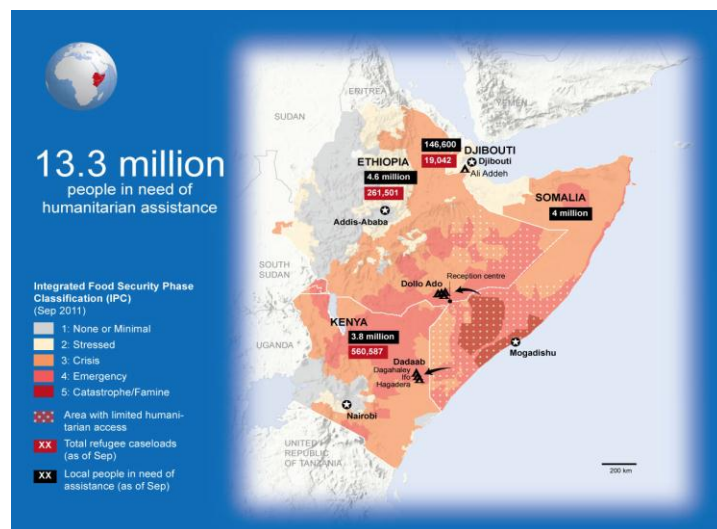 13.3 million
people in need of
humanitarian assistance
Integrated Food Security Phase
Classification (IPC)
(Sep 2011)
1: None or Minimal
2: Stressed
3: Crisis
4: Emergency
5: Catastrophe/Famine
Area with limited humani-
tarian access
XX Total refugee caseloads
(as of Sep)
XX Local people in need of
assistance (as of Sep)
ERITREA
YEMEN
SUDAN
146,600
19,042
DJIBOUTI
Djibouti
Ali Addeh
ETHIOPIA
4.6 million
261,501
Addis-Ababa
SOMALIA
4 million
SOUTH
SUDAN
Reception centre
Dollo Ado
KENYA
3.8 million
560,587
UGANDA
Dadaab
Dagahaley
Ifo
Hagadera
Mogadishu
Nairobi
UNITED
REPUBLIC
OF TANZANIA
200 km